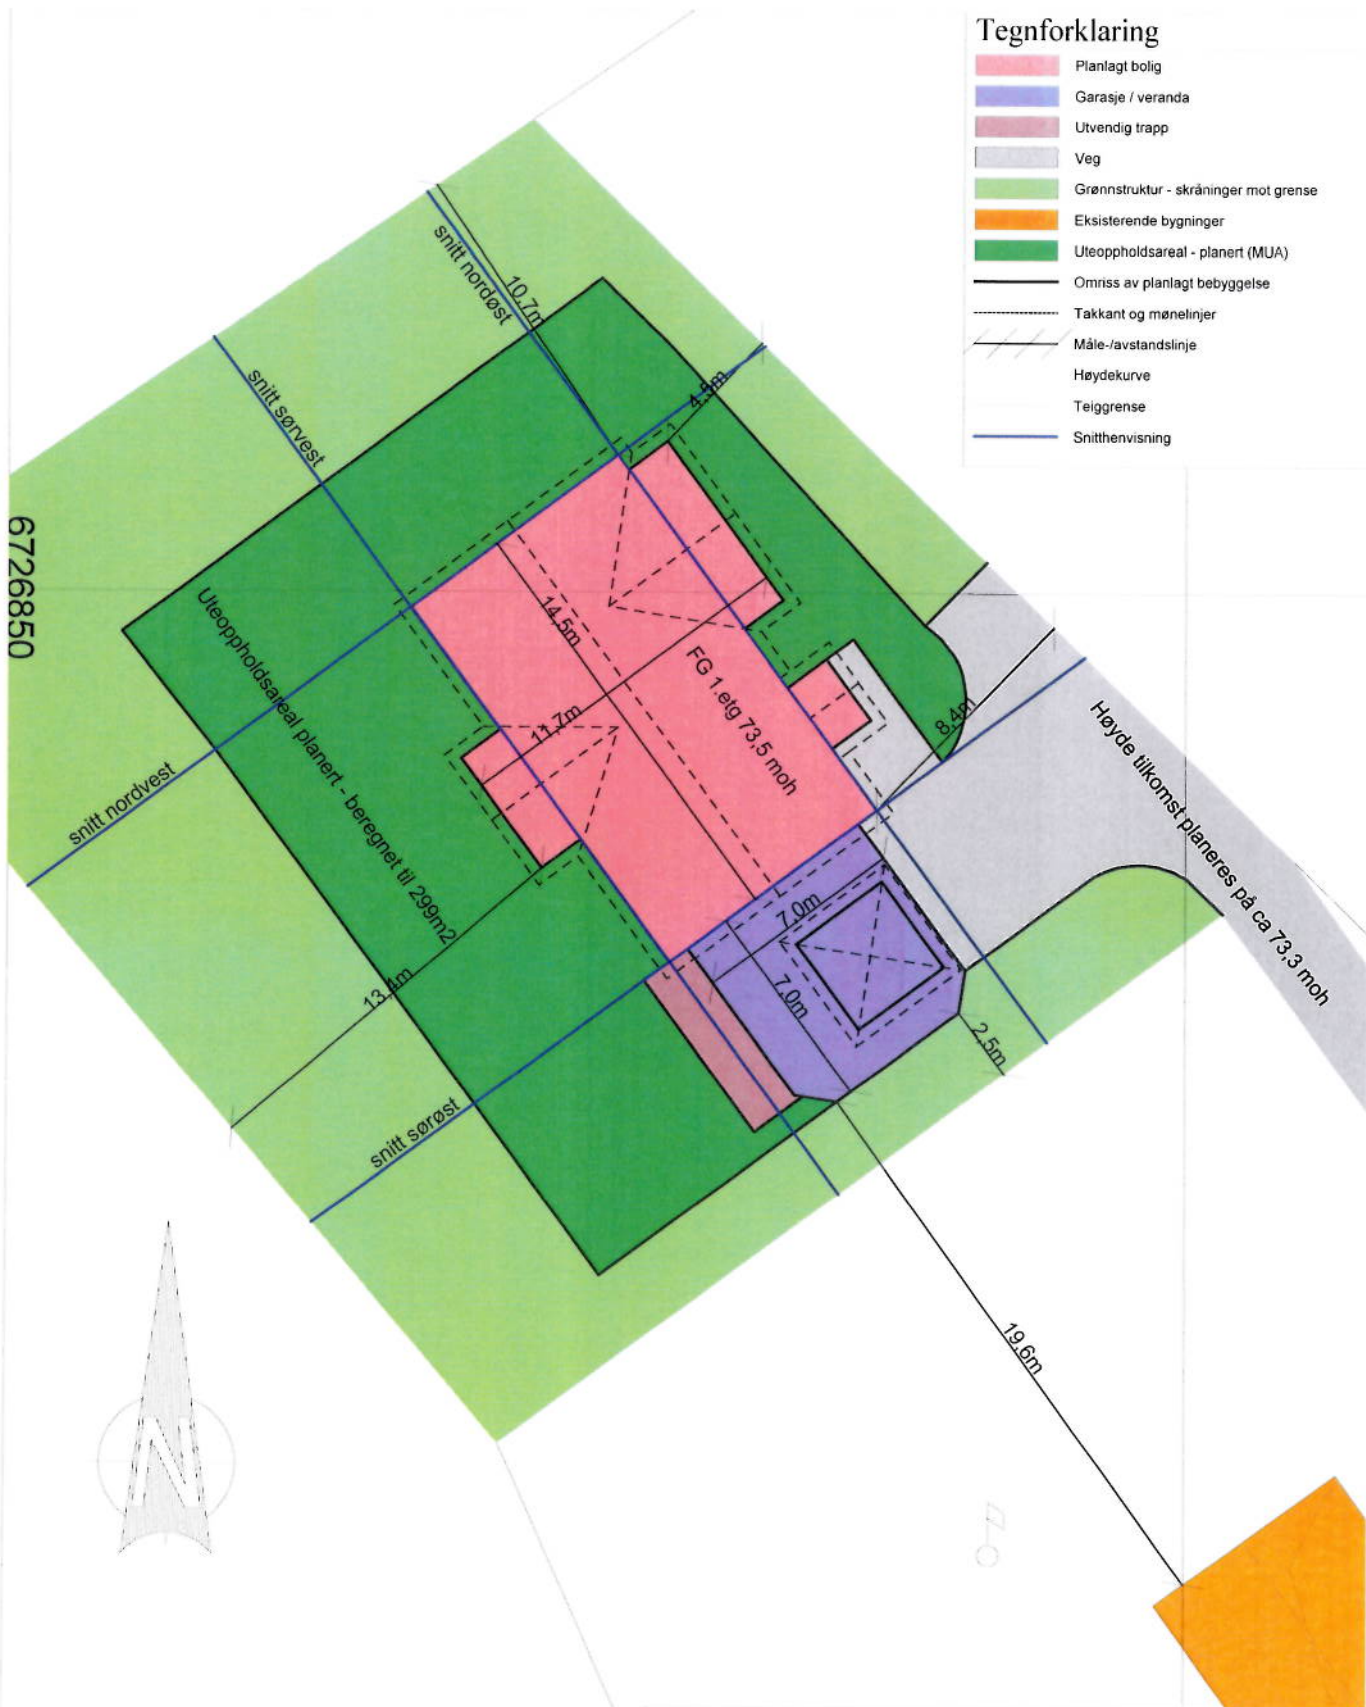 Tegnforklaring
Planlagt bolig
Garasje / veranda
Utvendig trapp
Veg
Grønnstruktur - skråninger mot grense
Eksisterende bygninger
Uteoppholdsareal - planert (MUA)
Omriss av planlagt bebyggelse
Takkant og mønelinjer
Måle-/avstandslinje
Høydekurve
Teiggrense
Snitthenvisning
snitt nordøst
10,7m
snitt sørvest
4,5m
6726850
Uteoppholdsareal planert - beregnet til 299m2
14,5m
11,7m
FG 1.etg 73,5 moh
8,4m
Høyde tilkomst planeres på ca 73,3 moh
snitt nordvest
7,0m
7,0m
13,4m
2,5m
snitt sørøst
19,6m
N